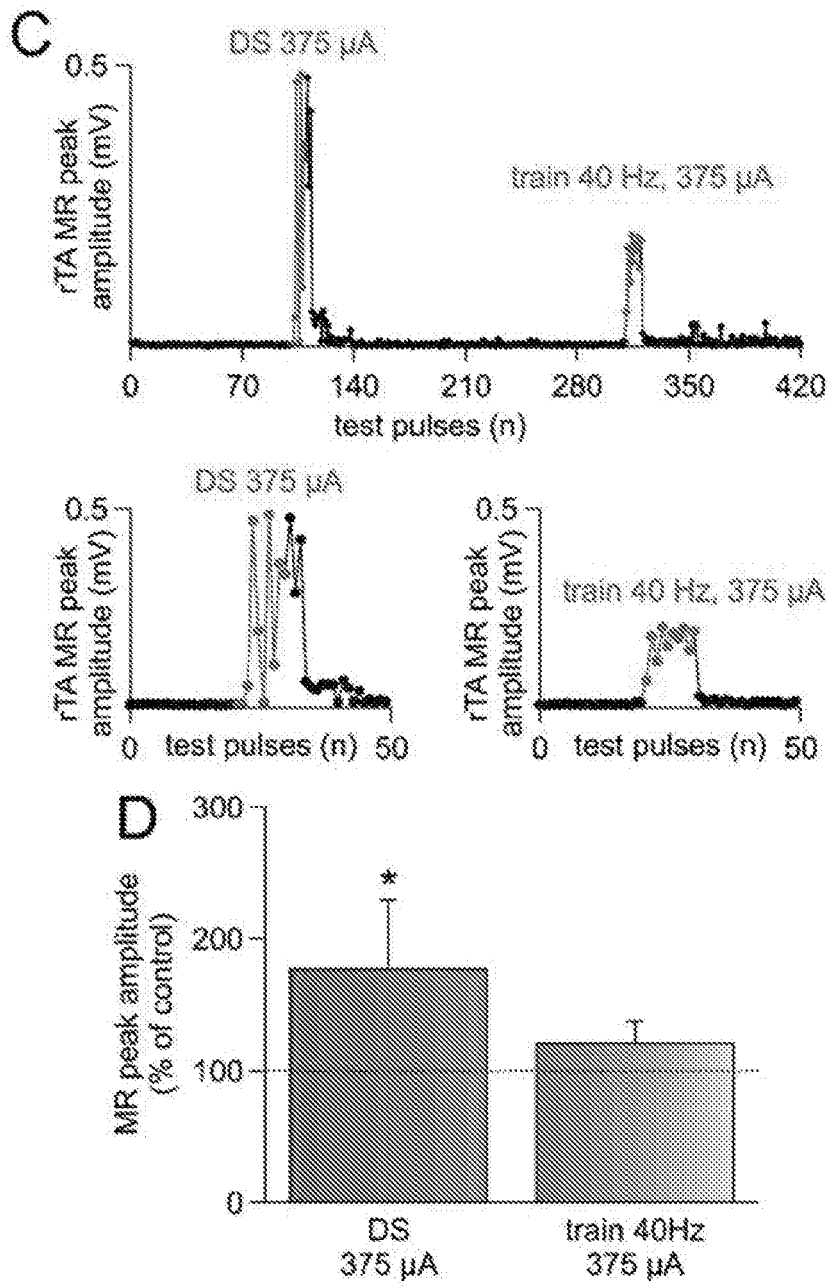 C
DS 375 µA
0.5
rTA MR peak
amplitude (mV)
train 40 Hz, 375 µA
0 70 140 210 280 350 420
test pulses (n)
DS 375 µA
0.5
rTA MR peak
amplitude (mV)
0 test pulses (n) 50
0.5
train 40 Hz, 375 µA
rTA MR peak
amplitude (mV)
0 test pulses (n) 50
D
300
200
100
0
MR peak amplitude
(% of control)
*
DS
375 µA
train 40Hz
375 µA